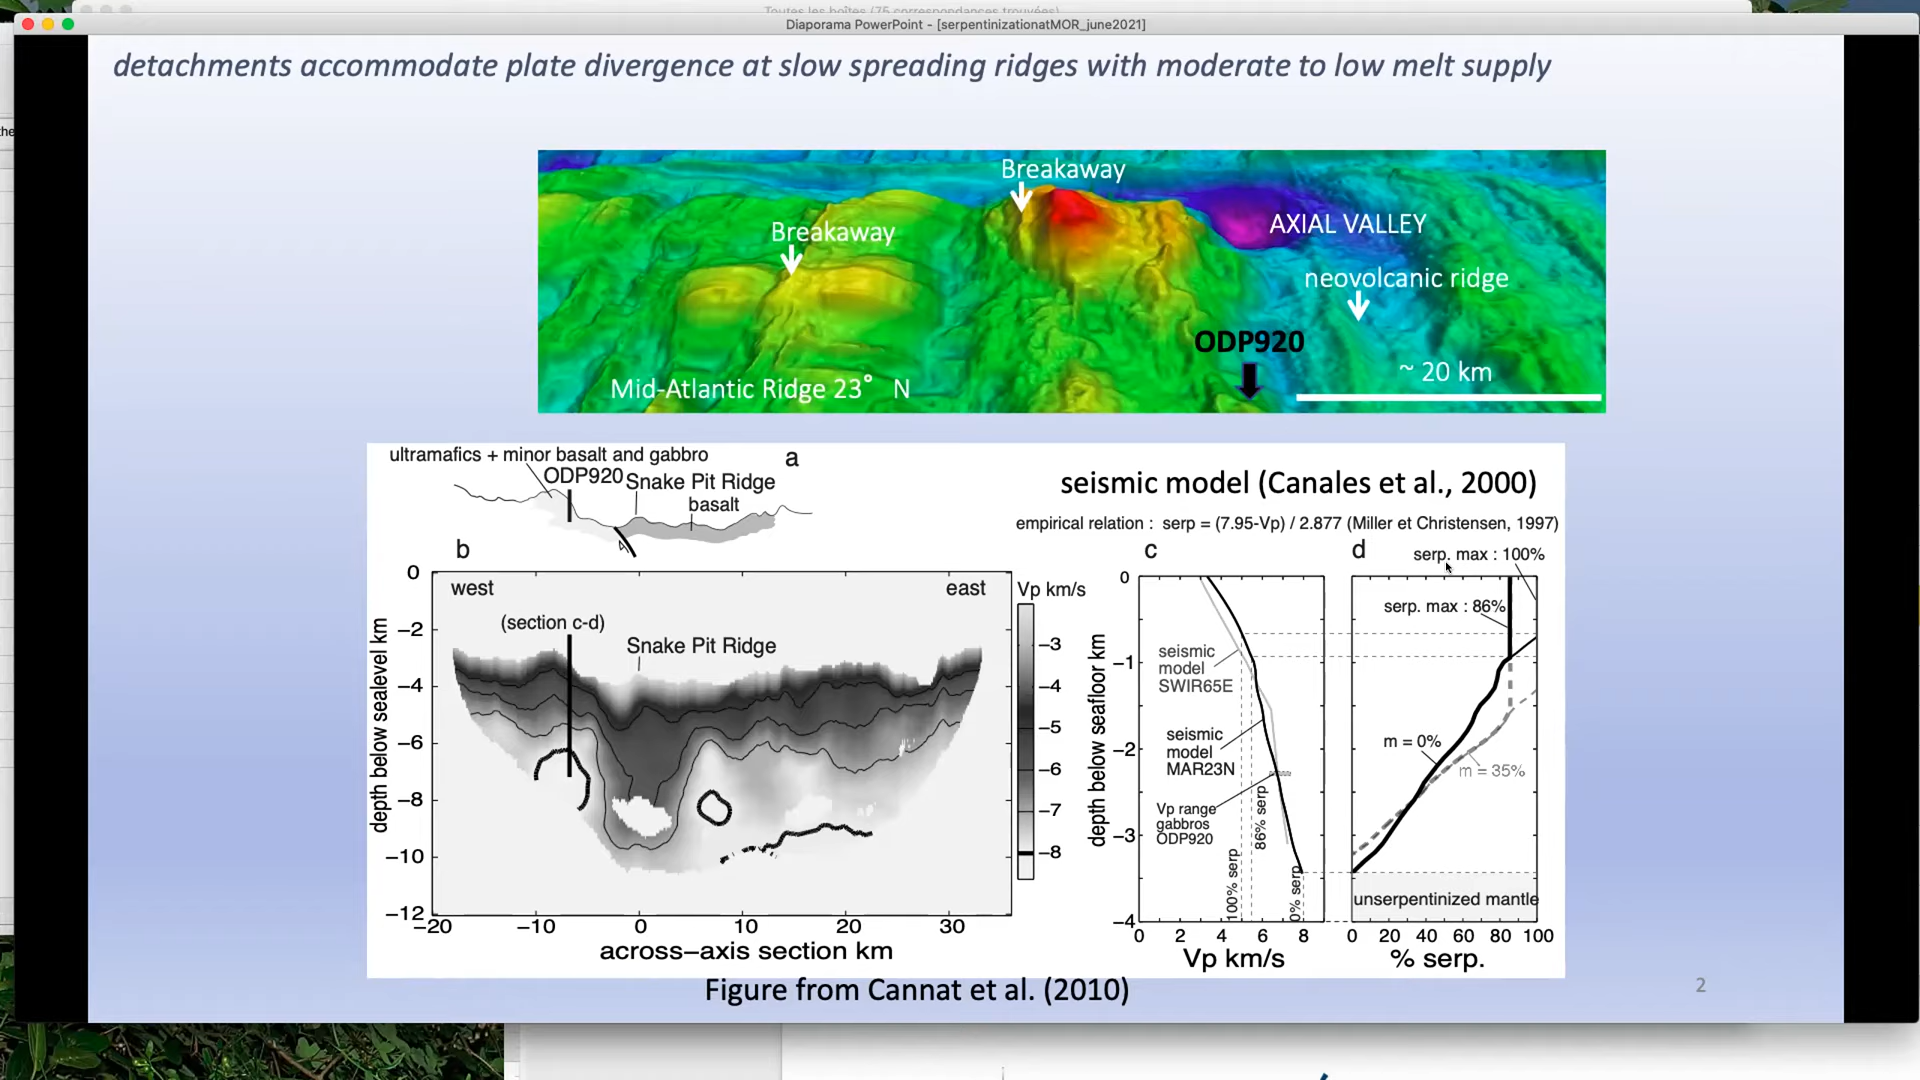 Toutes les boîtes (75 correspondances trouvées)
Diaporama PowerPoint - [serpentinizationatMOR_june2021]
detachments accommodate plate divergence at slow spreading ridges with moderate to low melt supply
the
Breakaway
Breakaway
AXIAL VALLEY
neovolcanic ridge
ODP920
~ 20 km
Mid-Atlantic Ridge 23° N
ultramafics + minor basalt and gabbro
a
ODP920
Snake Pit Ridge
basalt
seismic model (Canales et al., 2000)
empirical relation : serp = (7.95-Vp) / 2.877 (Miller et Christensen, 1997)
b
west
east
(section c-d)
Snake Pit Ridge
0
−2
−4
−6
−8
−10
−12
depth below sealevel km
−20
−10
0
10
20
30
across−axis section km
Vp km/s
−3
−4
−5
−6
−7
−8
c
0
−1
−2
−3
−4
depth below seafloor km
seismic
model
SWIR65E
seismic
model
MAR23N
Vp range
gabbros
ODP920
100% serp
86% serp
0% serp
0
2
4
6
8
Vp km/s
d
serp. max : 100%
serp. max : 86%
m = 0%
m = 35%
unserpentinized mantle
0
20
40
60
80
100
% serp.
Figure from Cannat et al. (2010)
2